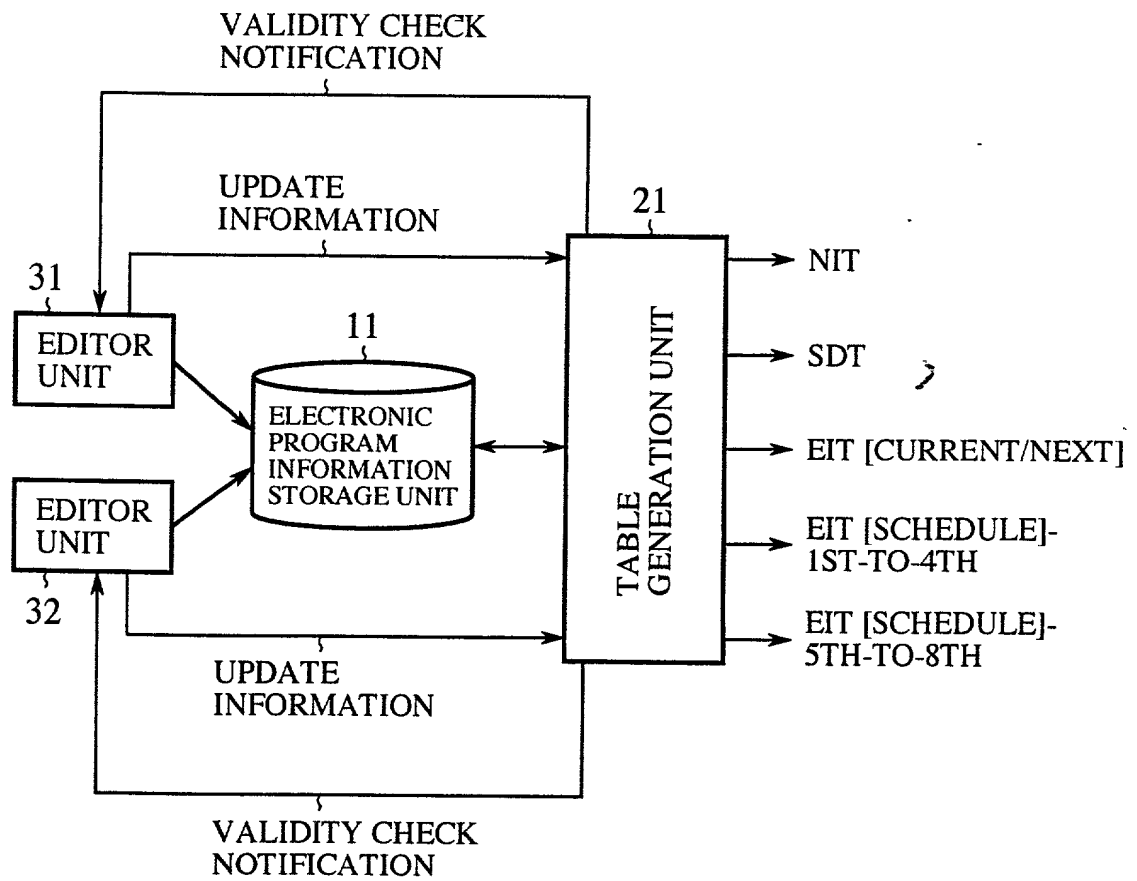 VALIDITY CHECK
NOTIFICATION
UPDATE
INFORMATION
21
NIT
31
EDITOR
UNIT
11
SDT
ELECTRONIC
PROGRAM
INFORMATION
STORAGE UNIT
TABLE
GENERATION UNIT
EIT [CURRENT/NEXT]
EDITOR
UNIT
32
EIT [SCHEDULE]-
1ST-TO-4TH
EIT [SCHEDULE]-
5TH-TO-8TH
UPDATE
INFORMATION
VALIDITY CHECK
NOTIFICATION